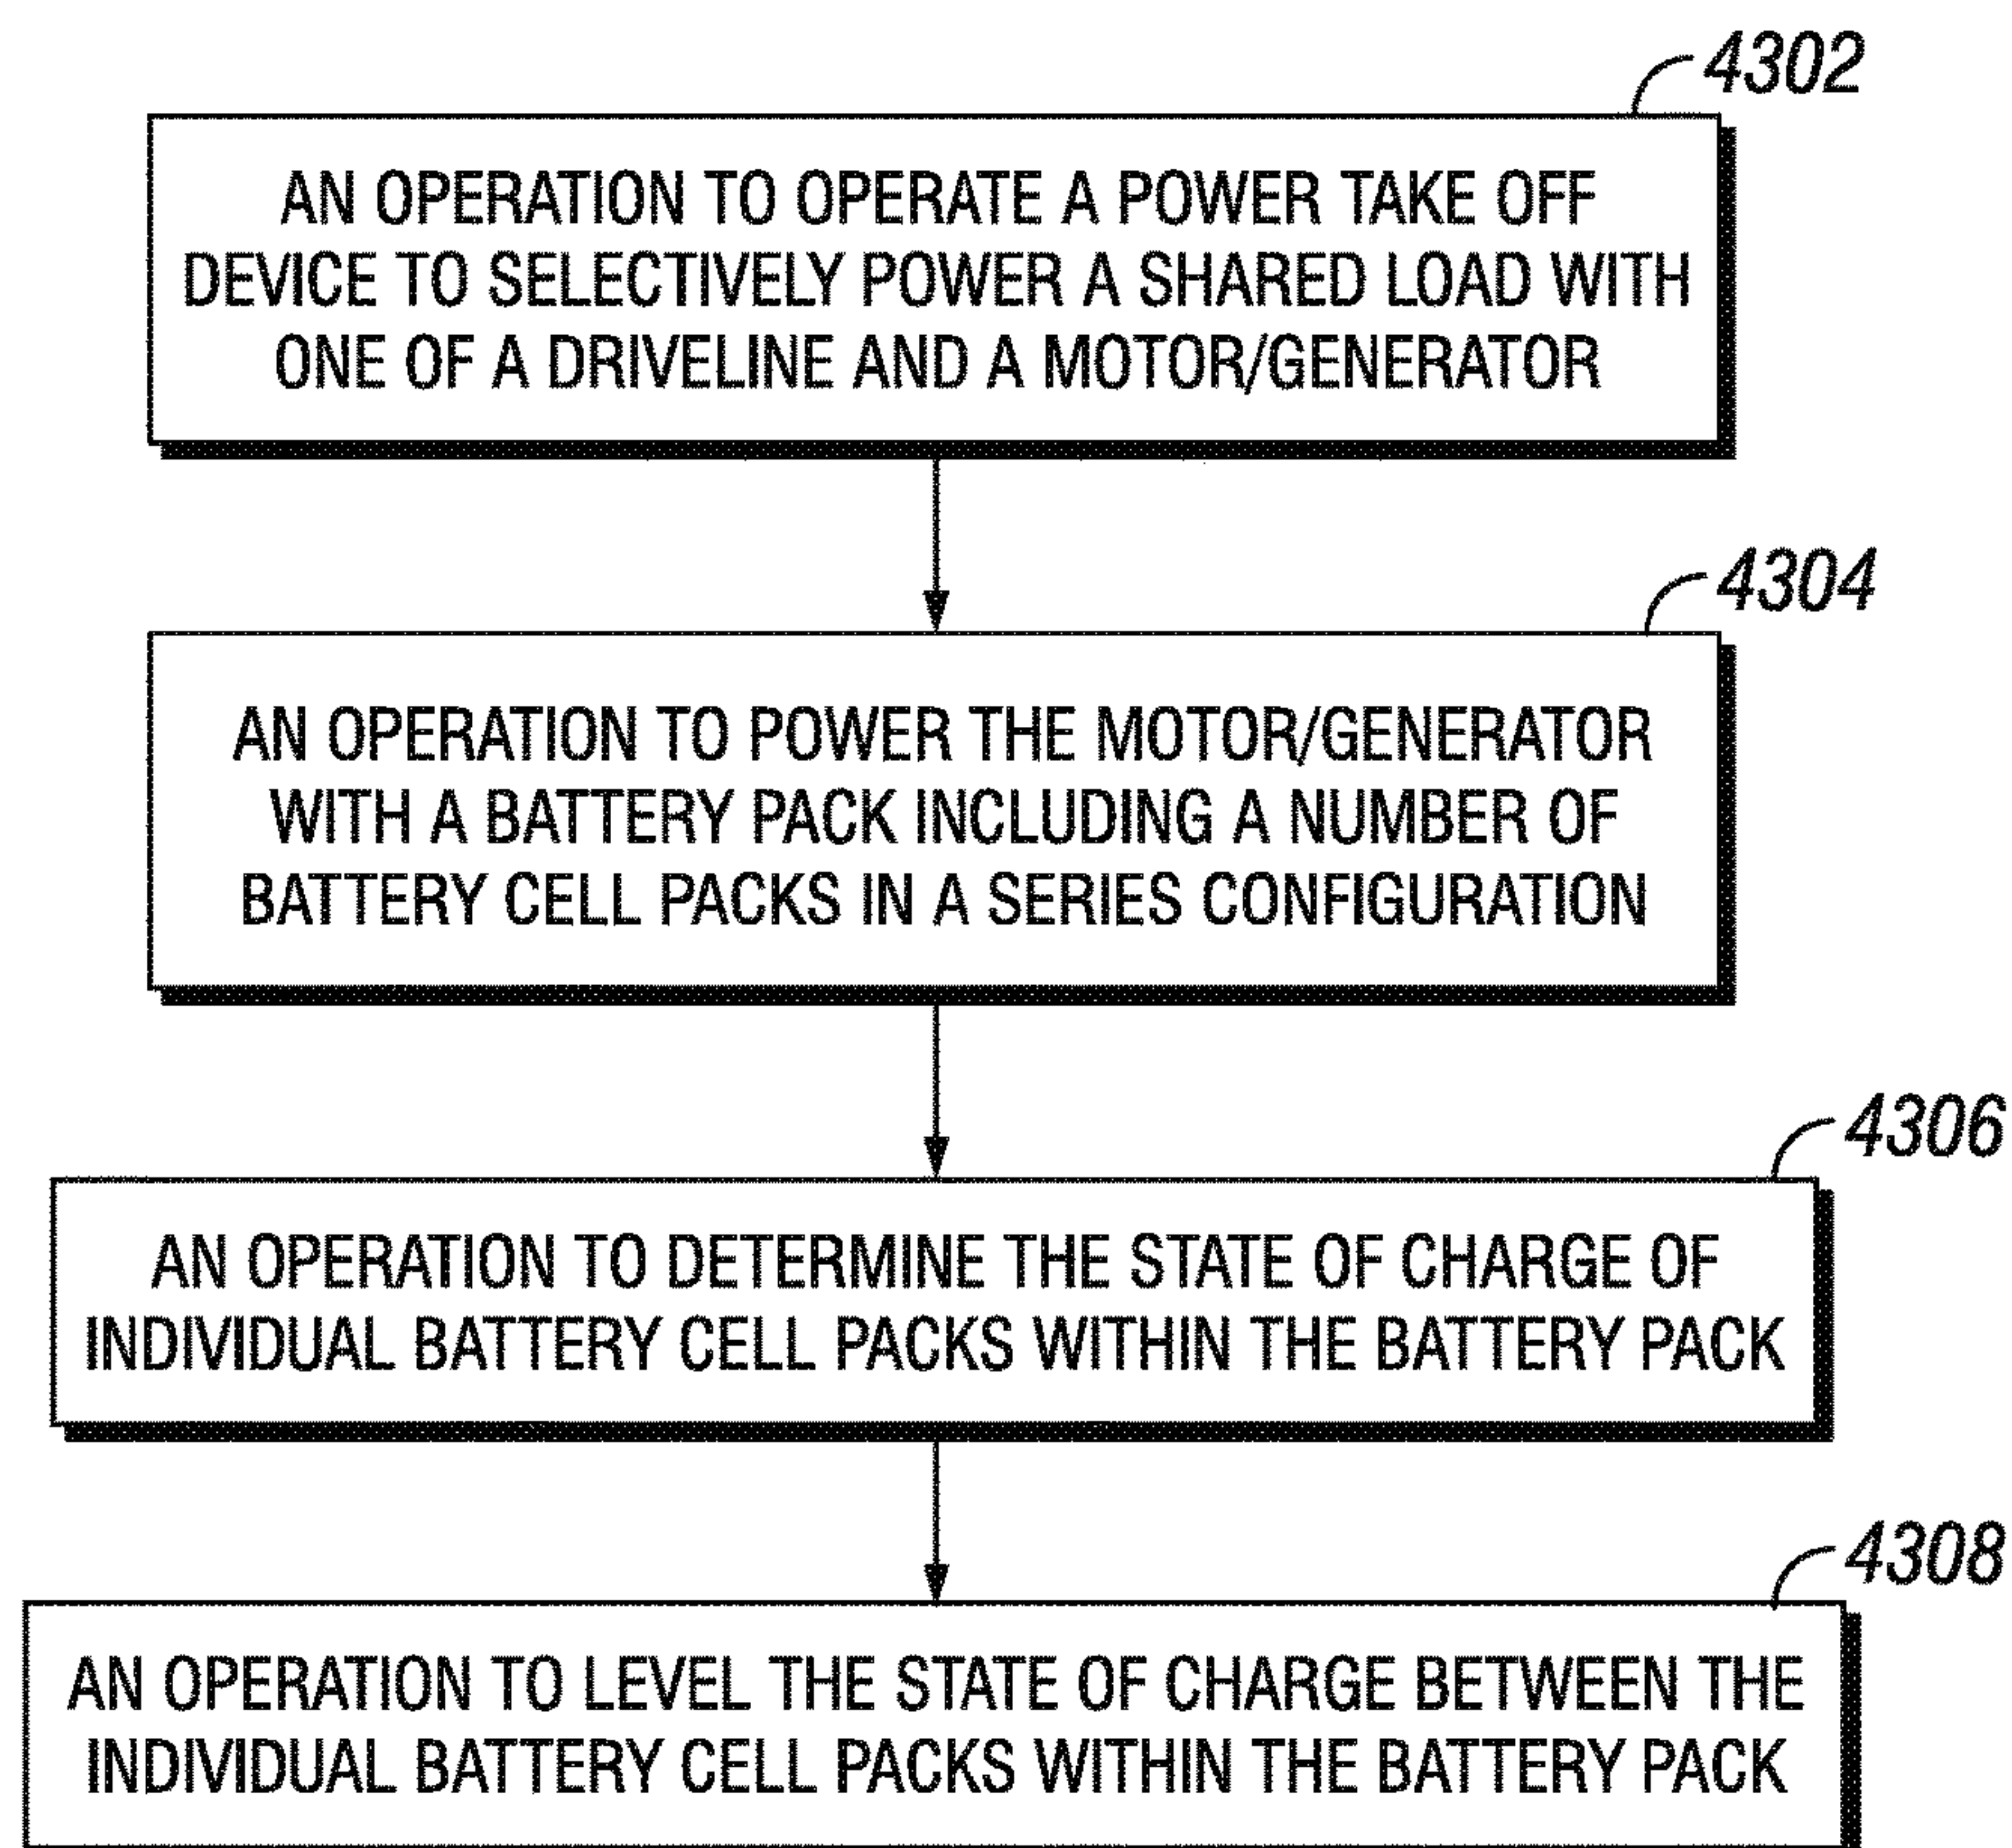 4302
AN OPERATION TO OPERATE A POWER TAKE OFF
DEVICE TO SELECTIVELY POWER A SHARED LOAD WITH
ONE OF A DRIVELINE AND A MOTOR/GENERATOR
4304
AN OPERATION TO POWER THE MOTOR/GENERATOR
WITH A BATTERY PACK INCLUDING A NUMBER OF
BATTERY CELL PACKS IN A SERIES CONFIGURATION
4306
AN OPERATION TO DETERMINE THE STATE OF CHARGE OF
INDIVIDUAL BATTERY CELL PACKS WITHIN THE BATTERY PACK
4308
AN OPERATION TO LEVEL THE STATE OF CHARGE BETWEEN THE
INDIVIDUAL BATTERY CELL PACKS WITHIN THE BATTERY PACK